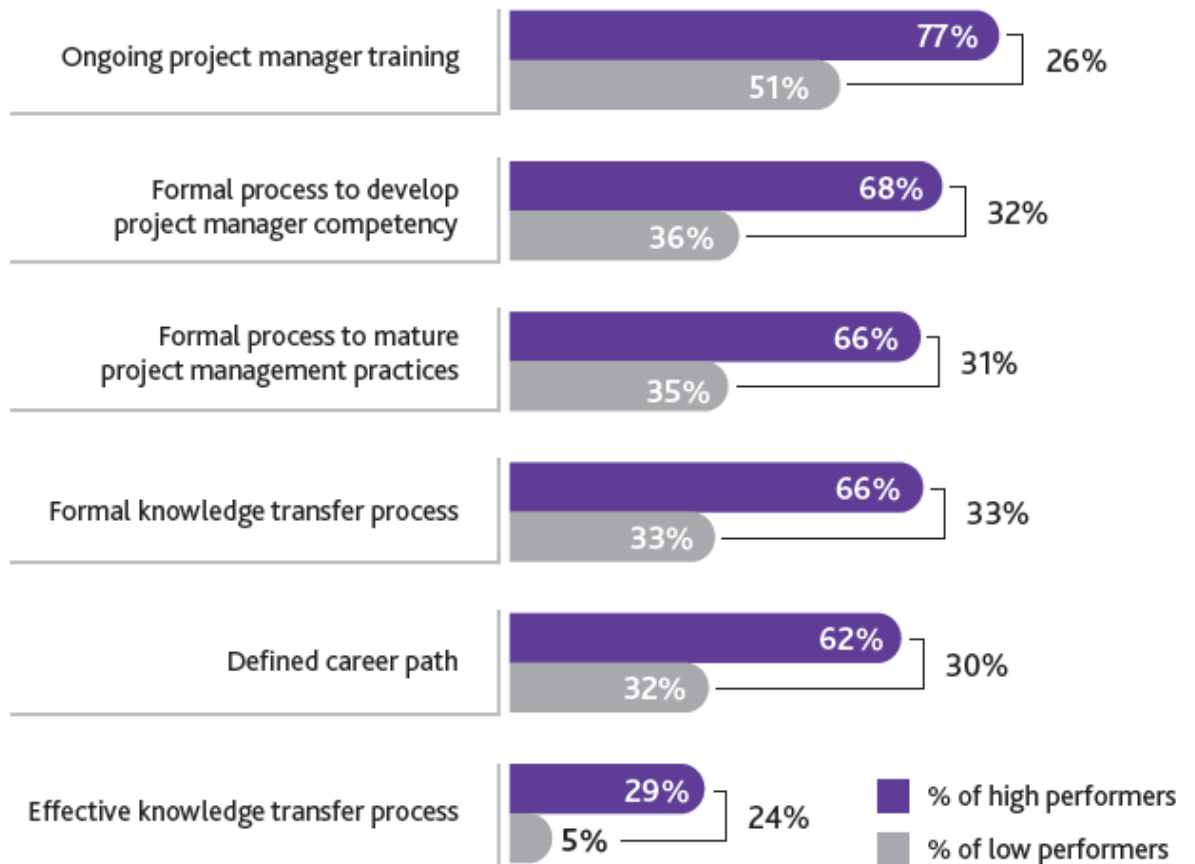 Ongoing project manager training
77%
51%
26%
Formal process to develop
project manager competency
68%
36%
32%
Formal process to mature
project management practices
66%
35%
31%
Formal knowledge transfer process
66%
33%
33%
Defined career path
62%
32%
30%
Effective knowledge transfer process
29%
5%
24%
% of high performers
% of low performers